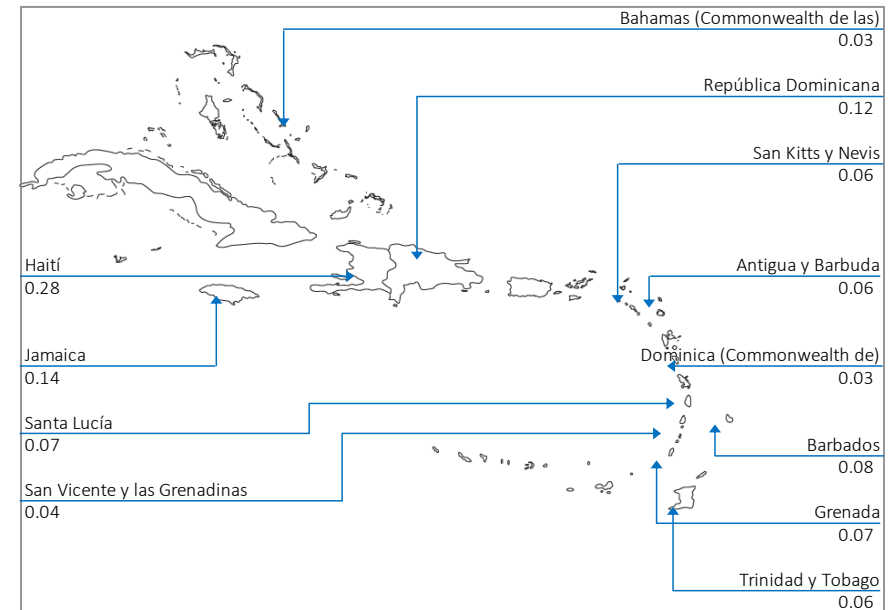 Bahamas (Commonwealth de las)
0.03
República Dominicana
0.12
San Kitts y Nevis
0.06
Haití
0.28
Antigua y Barbuda
0.06
Jamaica
0.14
Dominica (Commonwealth de)
0.03
Santa Lucía
0.07
Barbados
0.08
San Vicente y las Grenadinas
0.04
Grenada
0.07
Trinidad y Tobago
0.06